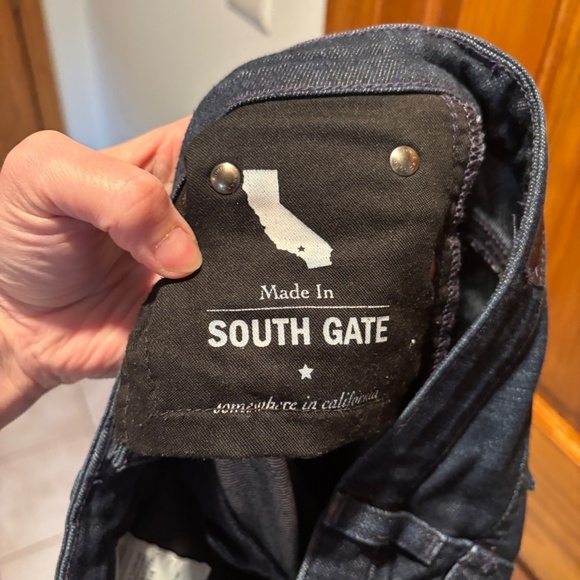 Made In
SOUTH GATE
somewhere in california